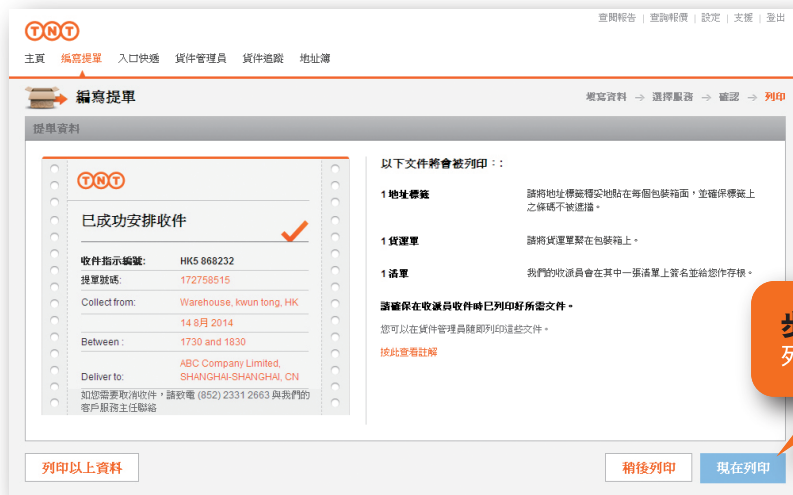 查閱報告 | 查詢報價 | 設定 | 支援 | 登出
TNT
主頁 編寫提單 入口快遞 貨件管理員 貨件追蹤 地址簿
編寫提單
填寫資料 → 選擇服務 → 確認 → 列印
提單資料
TNT
已成功安排收件
收件指示編號: HK5 868232
提單號碼: 172758515
Collect from: Warehouse, kwun tong, HK
14 8月 2014
Between : 1730 and 1830
ABC Company Limited,
Deliver to: SHANGHAI-SHANGHAI, CN
如您需要取消收件，請致電 (852) 2331 2663 與我們的
客戶服務主任聯絡
以下文件將會被列印：:
1 地址標籤 請將地址標籤穩妥地貼在每個包裝箱面，並確保標籤上
之條碼不被遮擋。
1 貨運單 請將貨運單繫在包裝箱上。
1 清單 我們的收派員會在其中一張清單上簽名並給您作存根。
請確保在收派員收件時已列印好所需文件。
您可以在貨件管理員隨即列印這些文件。
按此查看註解
列印以上資料
稍後列印
現在列印